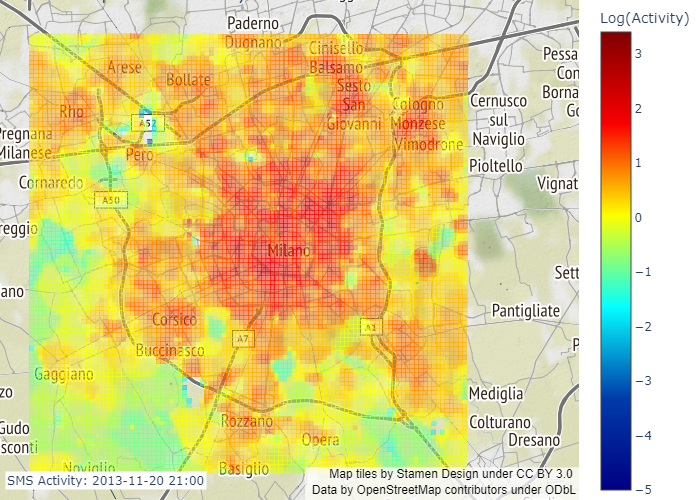 Paderno
Dugnano
Cinisello
Balsamo
Arese
Bollate
Sesto
San
Giovanni
Cologno
Monzese
Vimodrone
Rho
A52
Pero
Pregnana
Milanese
Cornaredo
A50
reggio
Milano
ano
Corsico
Buccinasco
A7
A1
Gaggiano
zo
Gudo
sconti
Rozzano
Opera
Noviglio
Basiglio
Pessa
Con
Borna
Go
Cernusco
sul
Naviglio
Pioltello
Vignat
Sett
Pantigliate
P
Mediglia
Colturano
Dresano
SMS Activity: 2013-11-20 21:00
Map tiles by Stamen Design under CC BY 3.0
Data by OpenStreetMap contributors under ODbL
Log(Activity)
3
2
1
0
−1
−2
−3
−4
−5